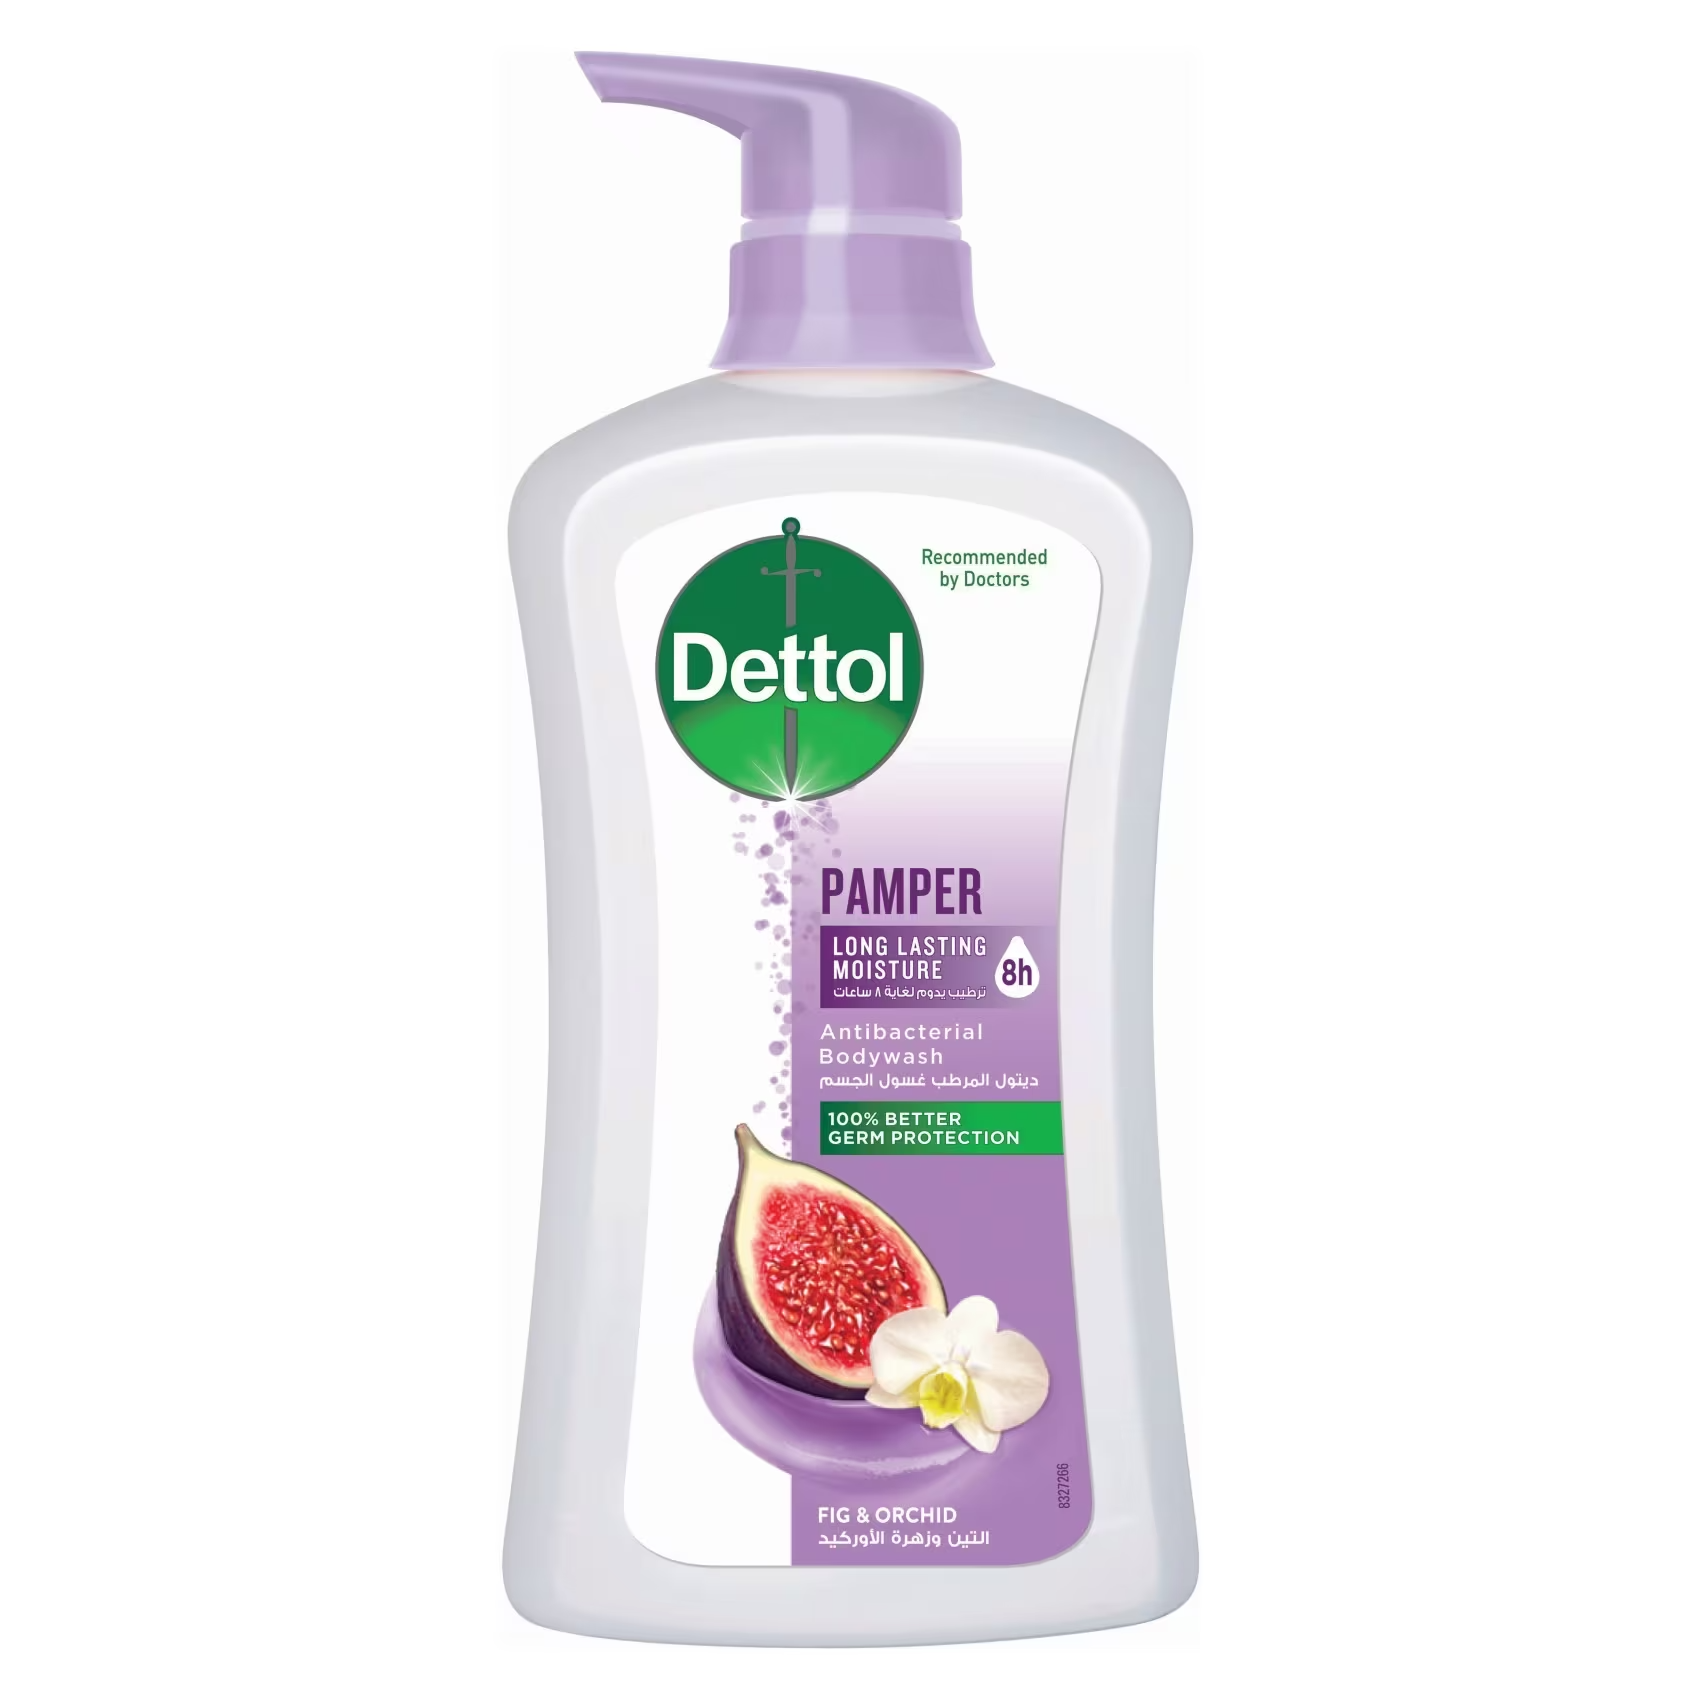 Recommended
by Doctors
Dettol
PAMPER
LONG LASTING
MOISTURE
8h
ترطيب يدوم لغاية ٨ ساعات
Antibacterial
Bodywash
ديتول المرطب غسول الجسم
100% BETTER
GERM PROTECTION
8327266
FIG & ORCHID
التين وزهرة الأوركيد